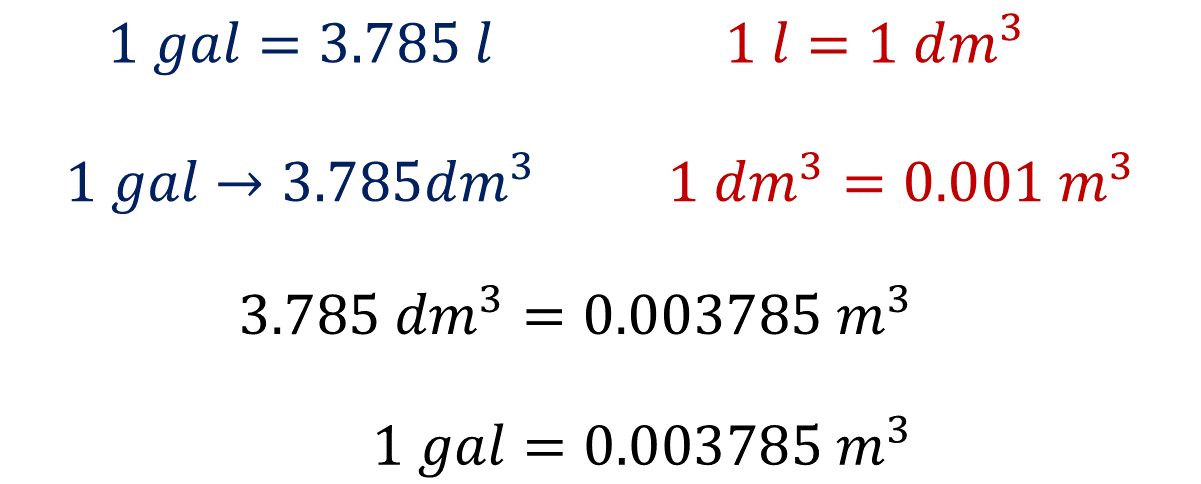 1 gal = 3.785 l    1 l = 1 dm³
1 gal → 3.785dm³    1 dm³ = 0.001 m³
3.785 dm³ = 0.003785 m³
1 gal = 0.003785 m³